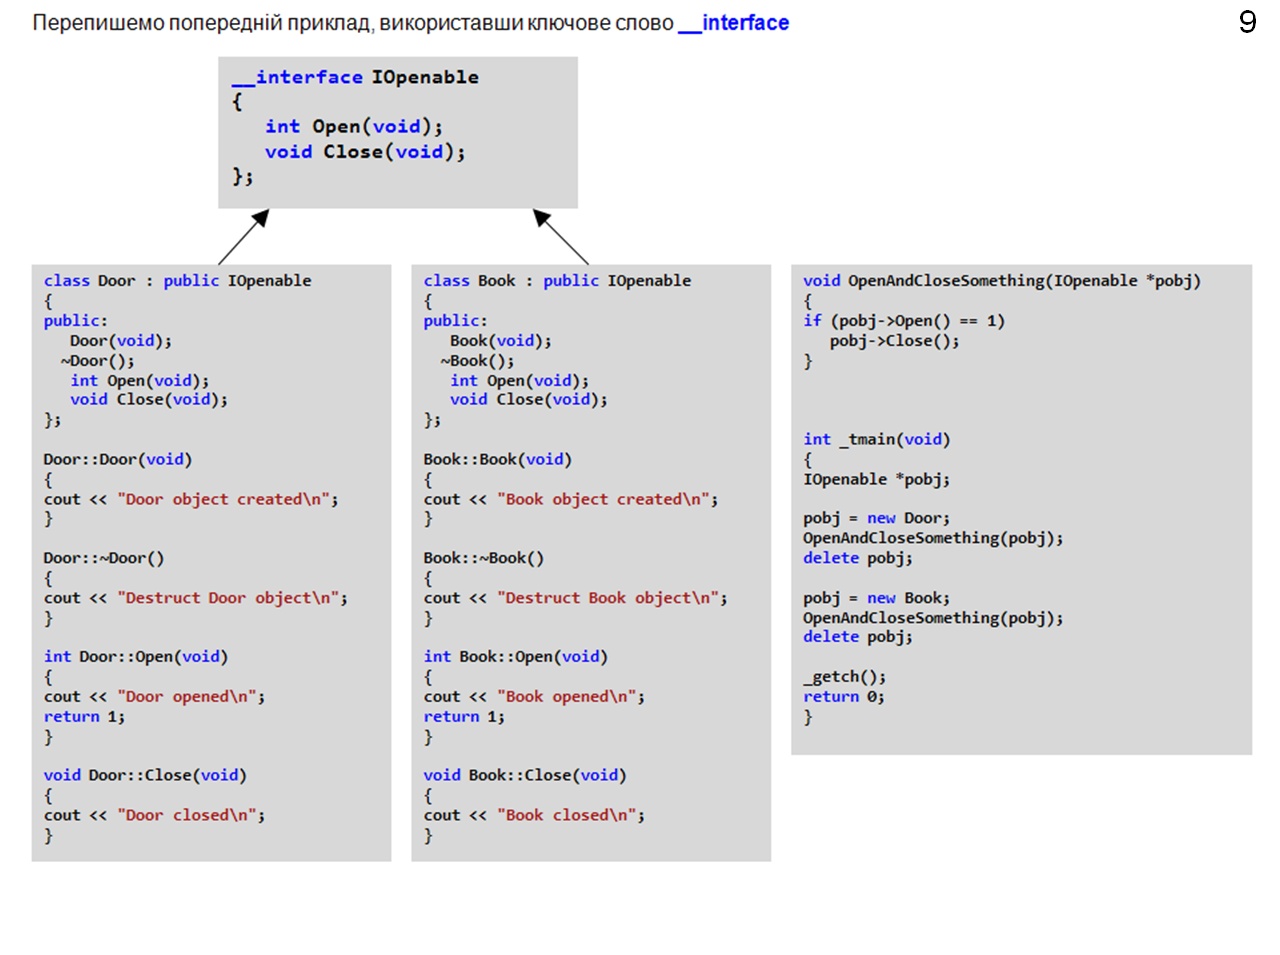 Перепишемо попередній приклад, використавши ключове слово __interface
9
__interface IOpenable
{
int Open(void);
void Close(void);
};
class Door : public IOpenable
{
public:
Door(void);
~Door();
int Open(void);
void Close(void);
};
Door::Door(void)
{
cout << "Door object created\n";
}
Door::~Door()
{
cout << "Destruct Door object\n";
}
int Door::Open(void)
{
cout << "Door opened\n";
return 1;
}
void Door::Close(void)
{
cout << "Door closed\n";
}
class Book : public IOpenable
{
public:
Book(void);
~Book();
int Open(void);
void Close(void);
};
Book::Book(void)
{
cout << "Book object created\n";
}
Book::~Book()
{
cout << "Destruct Book object\n";
}
int Book::Open(void)
{
cout << "Book opened\n";
return 1;
}
void Book::Close(void)
{
cout << "Book closed\n";
}
void OpenAndCloseSomething(IOpenable *pobj)
{
if (pobj->Open() == 1)
pobj->Close();
}
int _tmain(void)
{
IOpenable *pobj;
pobj = new Door;
OpenAndCloseSomething(pobj);
delete pobj;
pobj = new Book;
OpenAndCloseSomething(pobj);
delete pobj;
_getch();
return 0;
}